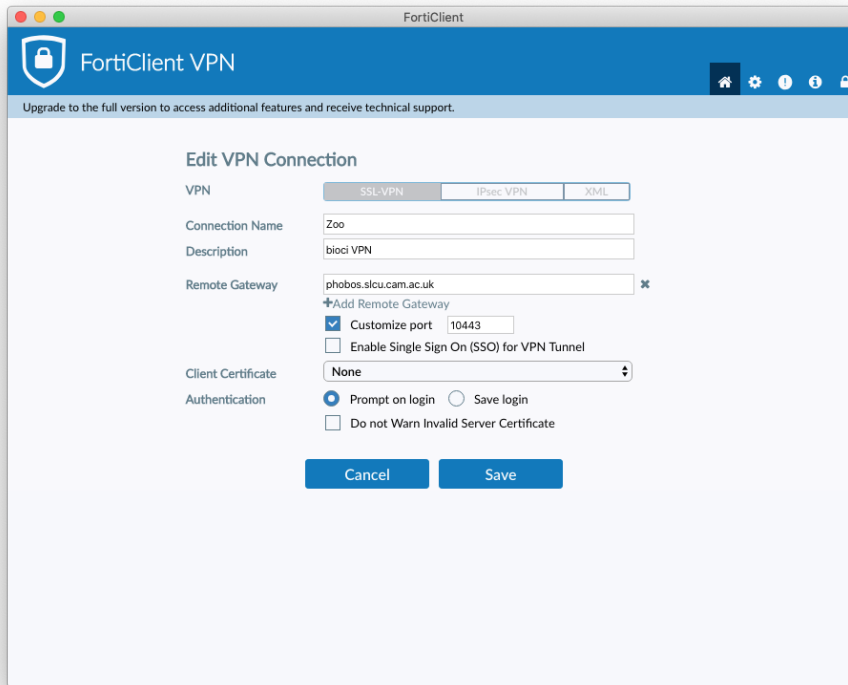 FortiClient
FortiClient VPN
Upgrade to the full version to access additional features and receive technical support.
Edit VPN Connection
VPN SSL-VPN IPsec VPN XML
Connection Name Zoo
Description bioci VPN
Remote Gateway phobos.slcu.cam.ac.uk
+Add Remote Gateway
Customize port 10443
Enable Single Sign On (SSO) for VPN Tunnel
Client Certificate None
Authentication Prompt on login Save login
Do not Warn Invalid Server Certificate
Cancel Save